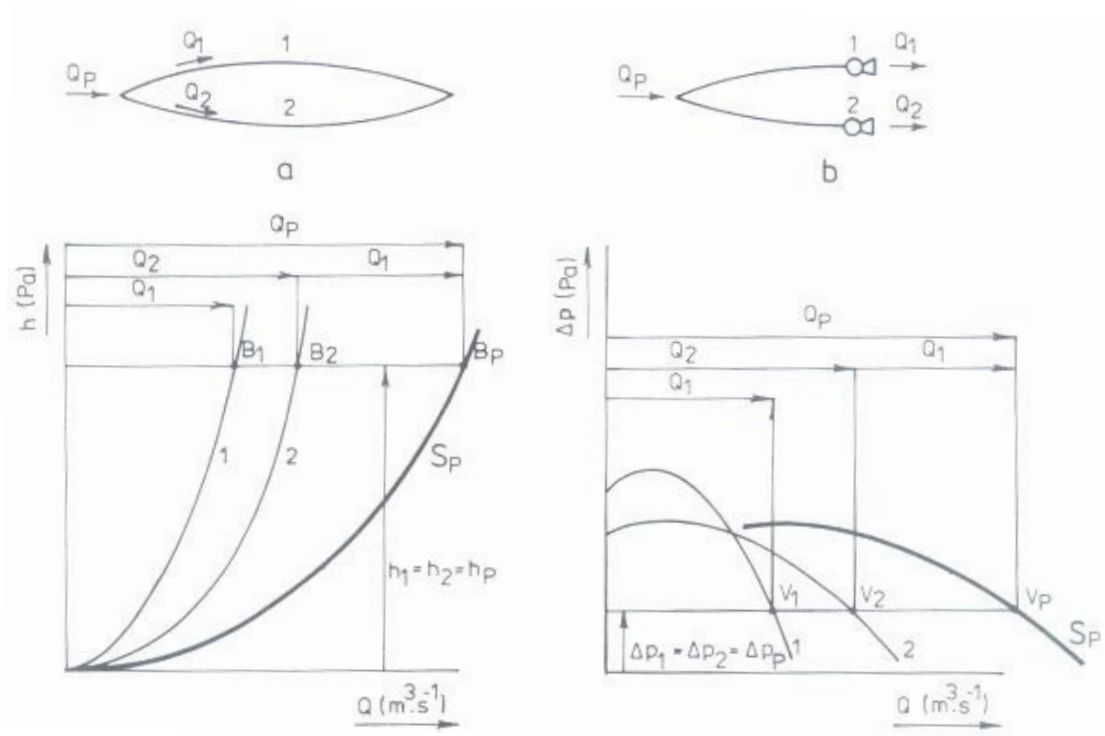 Q1 1
QP
Q2 2
a
1 Q1
QP
2 Q2
b
QP
Q2 Q1
Q1
h (Pa)
B1 B2 BP
1 2 SP
h1 = h2 = hP
Q (m³.s⁻¹)
Δp (Pa)
QP
Q2 Q1
Q1
V1 V2 VP
Δp1 = Δp2 = ΔpP 1 2 SP
Q (m³.s⁻¹)